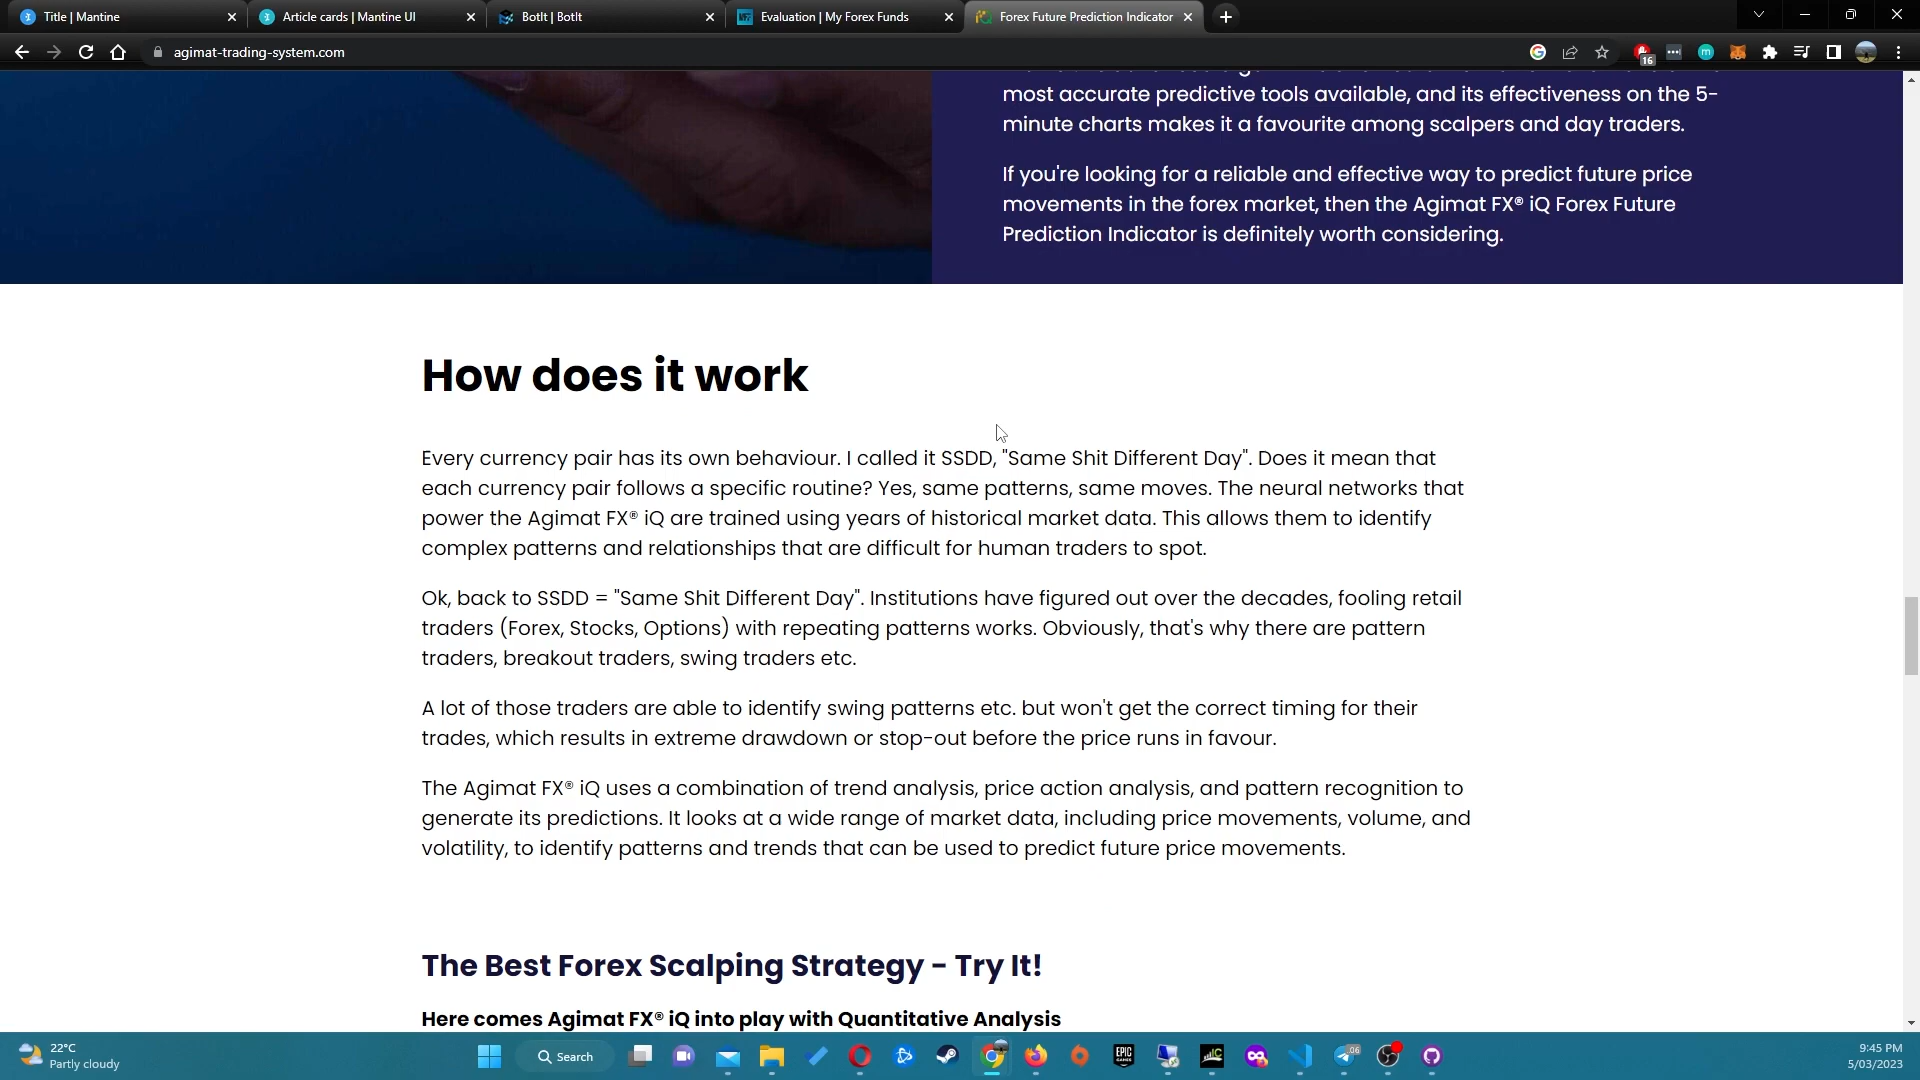 Title | Mantine
Article cards | Mantine UI
BotIt | BotIt
Evaluation | My Forex Funds
Forex Future Prediction Indicator
agimat-trading-system.com
16
most accurate predictive tools available, and its effectiveness on the 5-
minute charts makes it a favourite among scalpers and day traders.
If you're looking for a reliable and effective way to predict future price
movements in the forex market, then the Agimat FX® iQ Forex Future
Prediction Indicator is definitely worth considering.
How does it work
Every currency pair has its own behaviour. I called it SSDD, "Same Shit Different Day". Does it mean that
each currency pair follows a specific routine? Yes, same patterns, same moves. The neural networks that
power the Agimat FX® iQ are trained using years of historical market data. This allows them to identify
complex patterns and relationships that are difficult for human traders to spot.
Ok, back to SSDD = "Same Shit Different Day". Institutions have figured out over the decades, fooling retail
traders (Forex, Stocks, Options) with repeating patterns works. Obviously, that's why there are pattern
traders, breakout traders, swing traders etc.
A lot of those traders are able to identify swing patterns etc. but won't get the correct timing for their
trades, which results in extreme drawdown or stop-out before the price runs in favour.
The Agimat FX® iQ uses a combination of trend analysis, price action analysis, and pattern recognition to
generate its predictions. It looks at a wide range of market data, including price movements, volume, and
volatility, to identify patterns and trends that can be used to predict future price movements.
The Best Forex Scalping Strategy - Try It!
Here comes Agimat FX® iQ into play with Quantitative Analysis
22°C
Partly cloudy
Search
EPIC
9:45 PM
5/03/2023